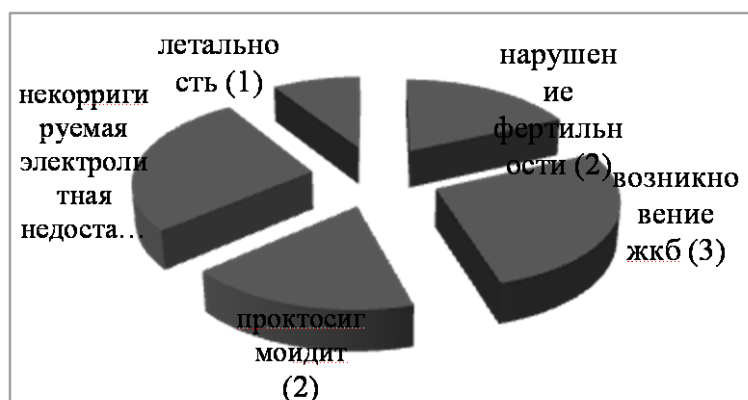 летально
сть (1)
нарушен
ие
фертильн
ости (2)
некорриги
руемая
электроли
тная
недоста…
возникно
вение
жкб (3)
проктосиг
моидит
(2)